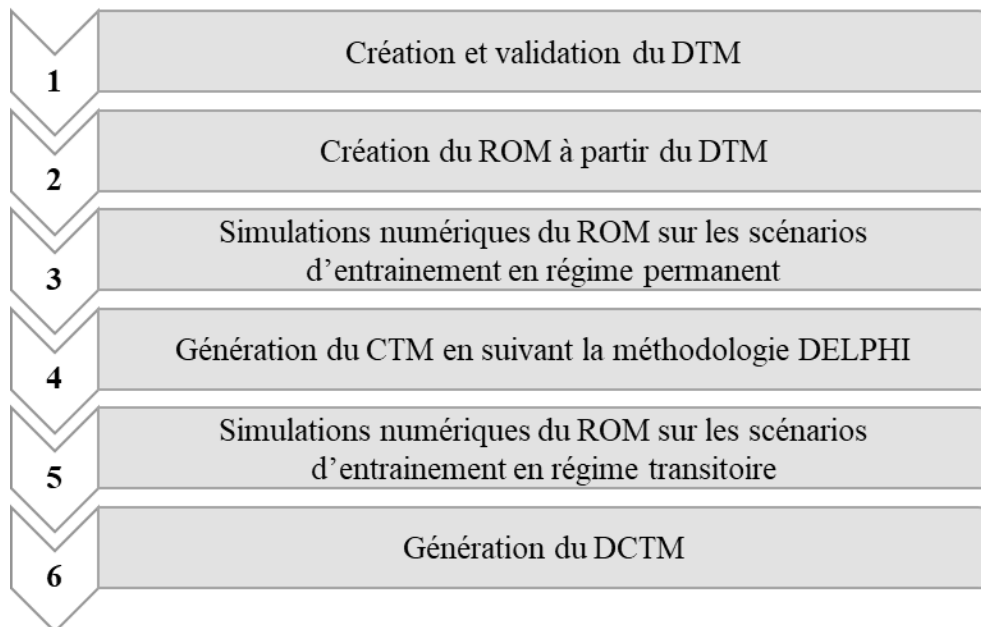 1
Création et validation du DTM
2
Création du ROM à partir du DTM
3
Simulations numériques du ROM sur les scénarios
d’entrainement en régime permanent
4
Génération du CTM en suivant la méthodologie DELPHI
5
Simulations numériques du ROM sur les scénarios
d’entrainement en régime transitoire
6
Génération du DCTM